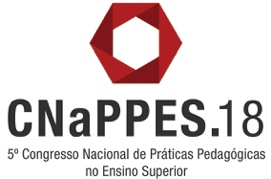 CNaPPES.18
5º Congresso Nacional de Práticas Pedagógicas
no Ensino Superior